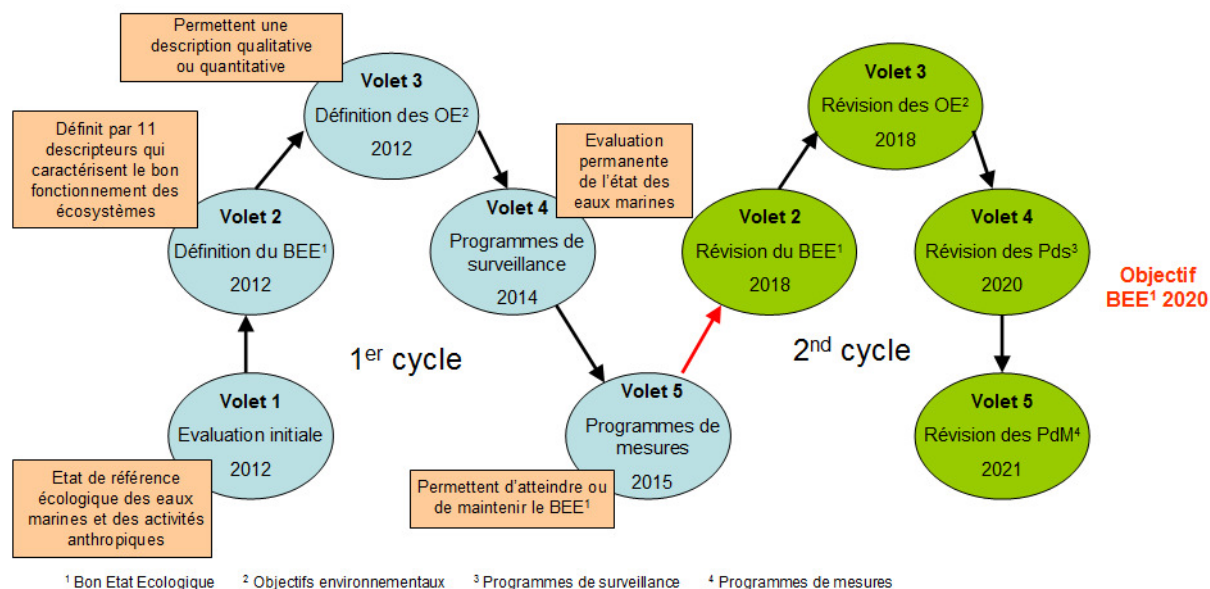 Permettent une
description qualitative
ou quantitative
Volet 3
Définition des OE²
2012
Définit par 11
descripteurs qui
caractérisent le bon
fonctionnement des
écosystèmes
Volet 2
Définition du BEE¹
2012
Volet 1
Evaluation initiale
2012
Etat de référence
écologique des eaux
marines et des activités
anthropiques
Volet 4
Programmes de
surveillance
2014
1er cycle
Volet 5
Programmes de
mesures
2015
Permettent d'atteindre ou
de maintenir le BEE¹
Evaluation
permanente
de l'état des
eaux marines
Volet 2
Révision du BEE¹
2018
Volet 3
Révision des OE²
2018
Volet 4
Révision des Pds³
2020
2nd cycle
Volet 5
Révision des PdM⁴
2021
Objectif
BEE¹ 2020
¹ Bon Etat Ecologique ² Objectifs environnementaux ³ Programmes de surveillance ⁴ Programmes de mesures